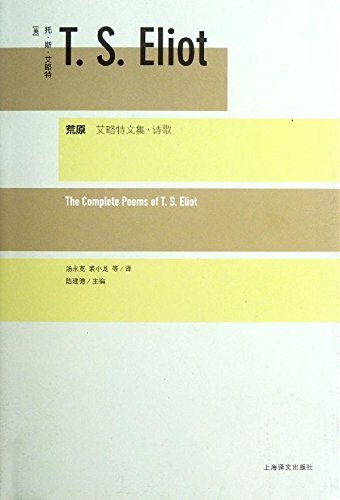 [英]
托·斯·艾略特
T. S. Eliot
荒原 艾略特文集·诗歌
The Complete Poems of T. S. Eliot
汤永宽 裘小龙 等/译
陆建德/主编
上海译文出版社